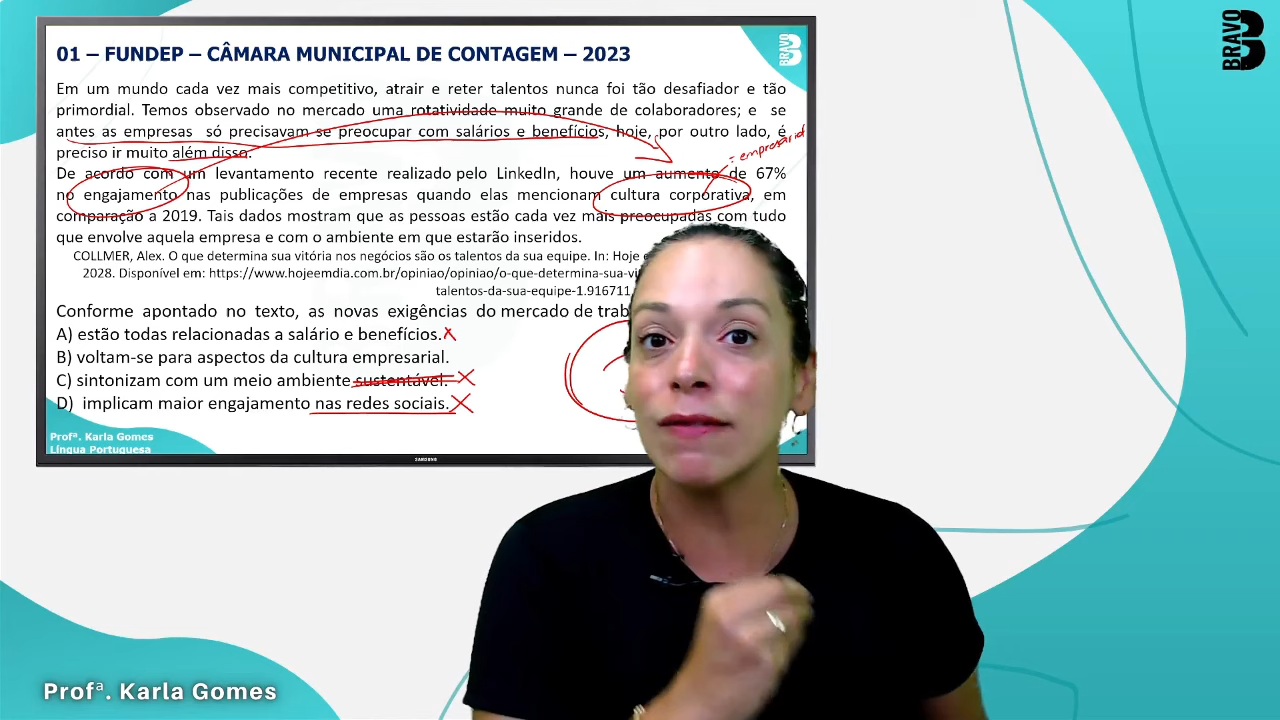 BRAVO
B
01 – FUNDEP – CÂMARA MUNICIPAL DE CONTAGEM – 2023
BRAVO
Em um mundo cada vez mais competitivo, atrair e reter talentos nunca foi tão desafiador e tão
primordial. Temos observado no mercado uma rotatividade muito grande de colaboradores; e se
antes as empresas só precisavam se preocupar com salários e benefícios, hoje, por outro lado, é
preciso ir muito além disso.
= empresarial
De acordo com um levantamento recente realizado pelo LinkedIn, houve um aumento de 67%
no engajamento nas publicações de empresas quando elas mencionam cultura corporativa, em
comparação a 2019. Tais dados mostram que as pessoas estão cada vez mais preocupadas com tudo
que envolve aquela empresa e com o ambiente em que estarão inseridos.
COLLMER, Alex. O que determina sua vitória nos negócios são os talentos da sua equipe. In: Hoje
2028. Disponível em: https://www.hojeemdia.com.br/opiniao/opiniao/o-que-determina-sua-vi
talentos-da-sua-equipe-1.916711
Conforme apontado no texto, as novas exigências do mercado de trab
A) estão todas relacionadas a salário e benefícios. x
B) voltam-se para aspectos da cultura empresarial.
C) sintonizam com um meio ambiente sustentável. X
D) implicam maior engajamento nas redes sociais. X
Profª. Karla Gomes
Língua Portuguesa
SAMSUNG
Profª. Karla Gomes